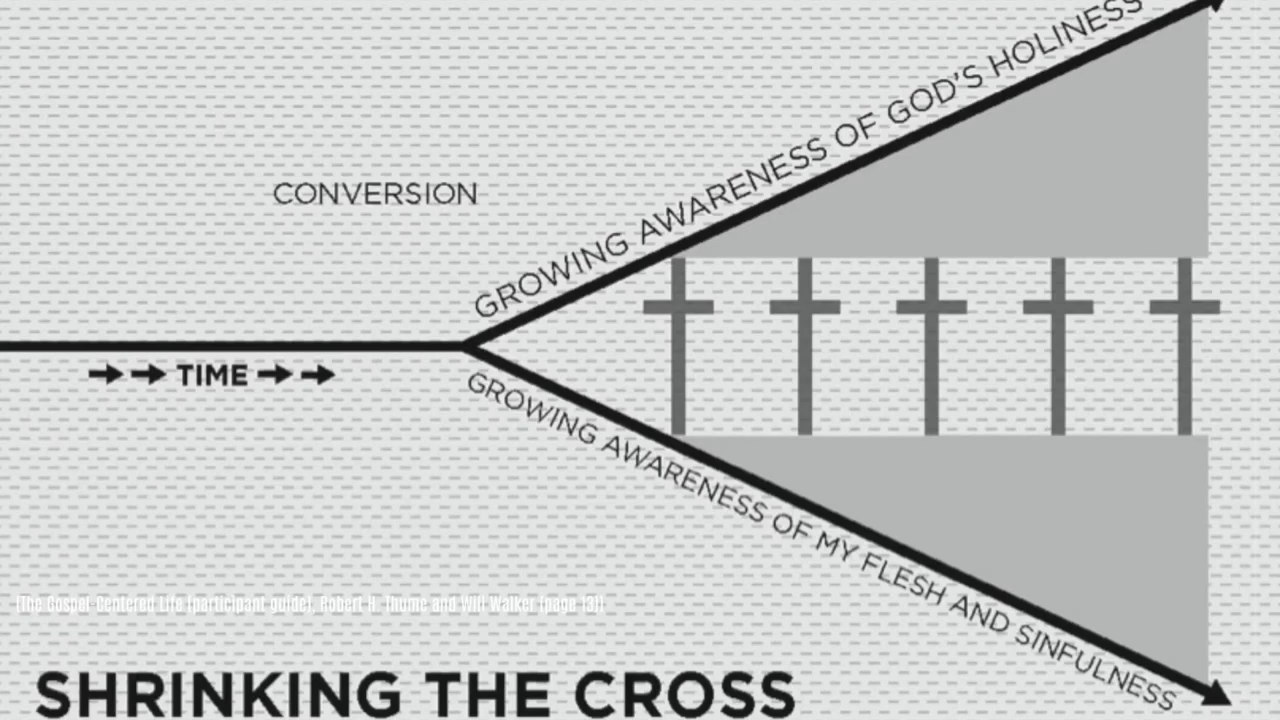 GROWING AWARENESS OF GOD'S HOLINESS
CONVERSION
TIME
GROWING AWARENESS OF MY FLESH AND SINFULNESS
(The Gospel-Centered Life (participant guide), Robert H. Thume and Will Walker (page 13))
SHRINKING THE CROSS